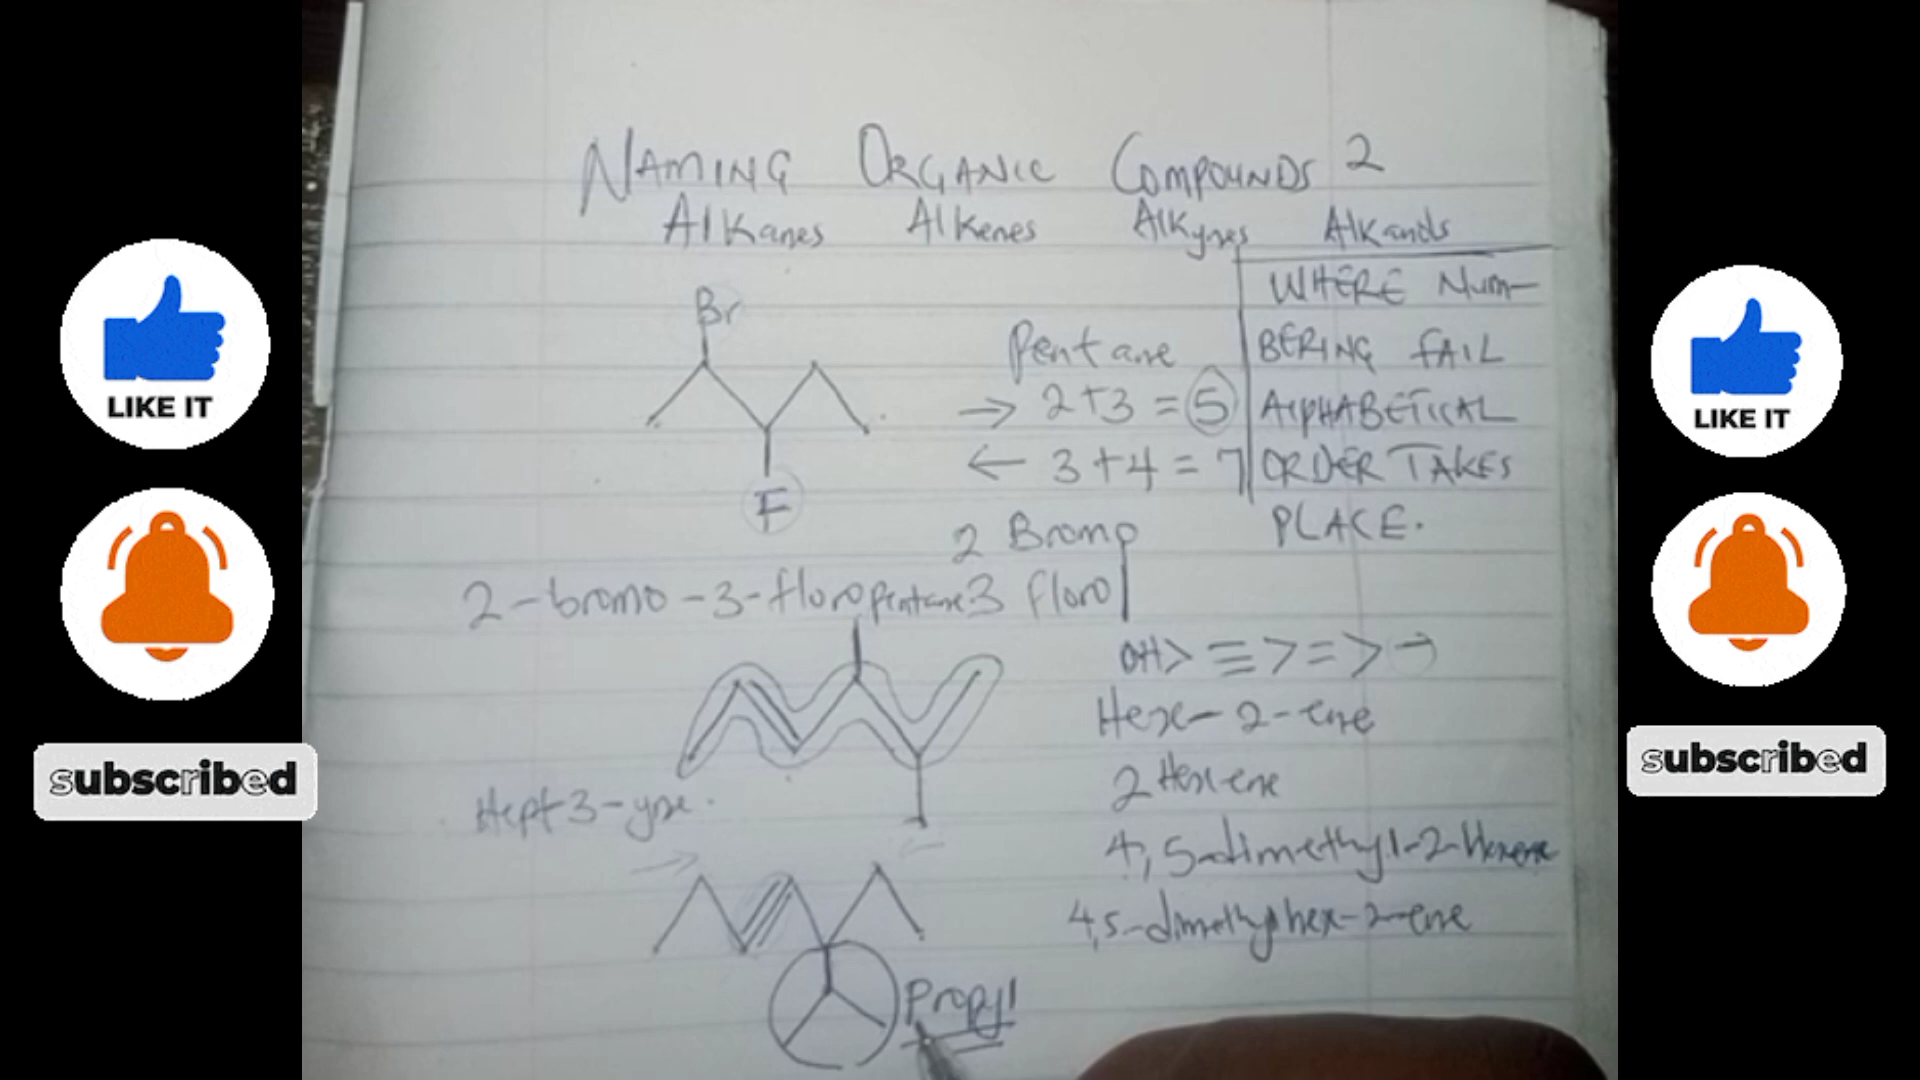 NAMING ORGANIC COMPOUNDS 2
Alkanes Alkenes Alkynes Alkanols
WHERE NUM-
BERING FAIL
ALPHABETICAL
ORDER TAKES
PLACE.
Br
F
Pentane
→ 2+3 = 5
← 3+4 = 7
2 Bromo
3 floro
2-bromo-3-floropentane
OH > ≡ > = > -
Hex-2-ene
2 Hexene
4,5-dimethyl-2-Hexene
4,5-dimethylhex-2-ene
Hept 3-yne.
Propyl
LIKE IT
subscribed
LIKE IT
subscribed